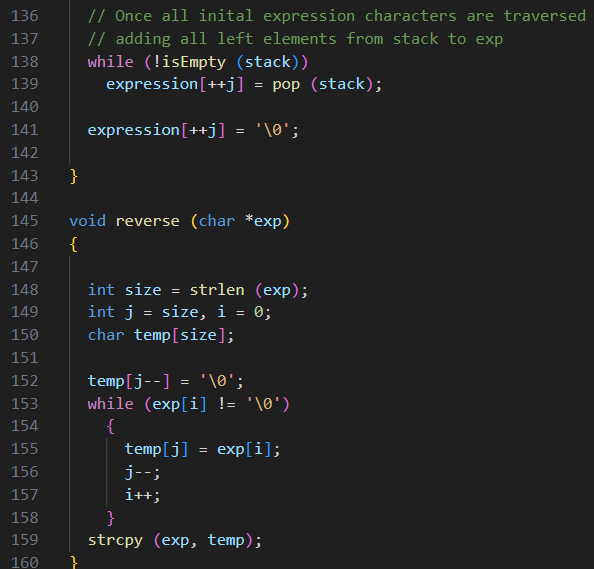 136 // Once all inital expression characters are traversed
137 // adding all left elements from stack to exp
138 while (!isEmpty (stack))
139 expression[++j] = pop (stack);
140
141 expression[++j] = '\0';
142
143 }
144
145 void reverse (char *exp)
146 {
147
148 int size = strlen (exp);
149 int j = size, i = 0;
150 char temp[size];
151
152 temp[j--] = '\0';
153 while (exp[i] != '\0')
154 {
155 temp[j] = exp[i];
156 j--;
157 i++;
158 }
159 strcpy (exp, temp);
160 }